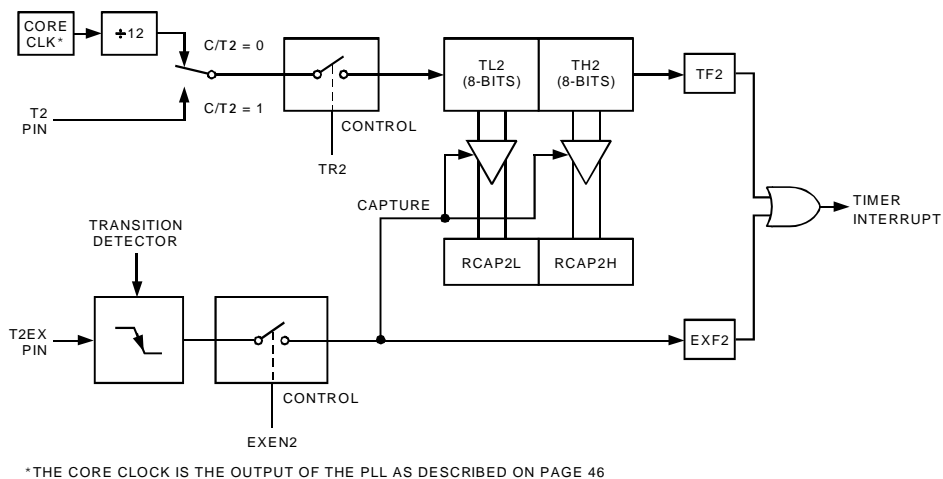 CORE
CLK*
÷12
C/T2 = 0
C/T2 = 1
T2
PIN
CONTROL
TR2
TL2
(8-BITS)
TH2
(8-BITS)
TF2
CAPTURE
TIMER
INTERRUPT
TRANSITION
DETECTOR
RCAP2L
RCAP2H
T2EX
PIN
EXF2
CONTROL
EXEN2
*THE CORE CLOCK IS THE OUTPUT OF THE PLL AS DESCRIBED ON PAGE 46